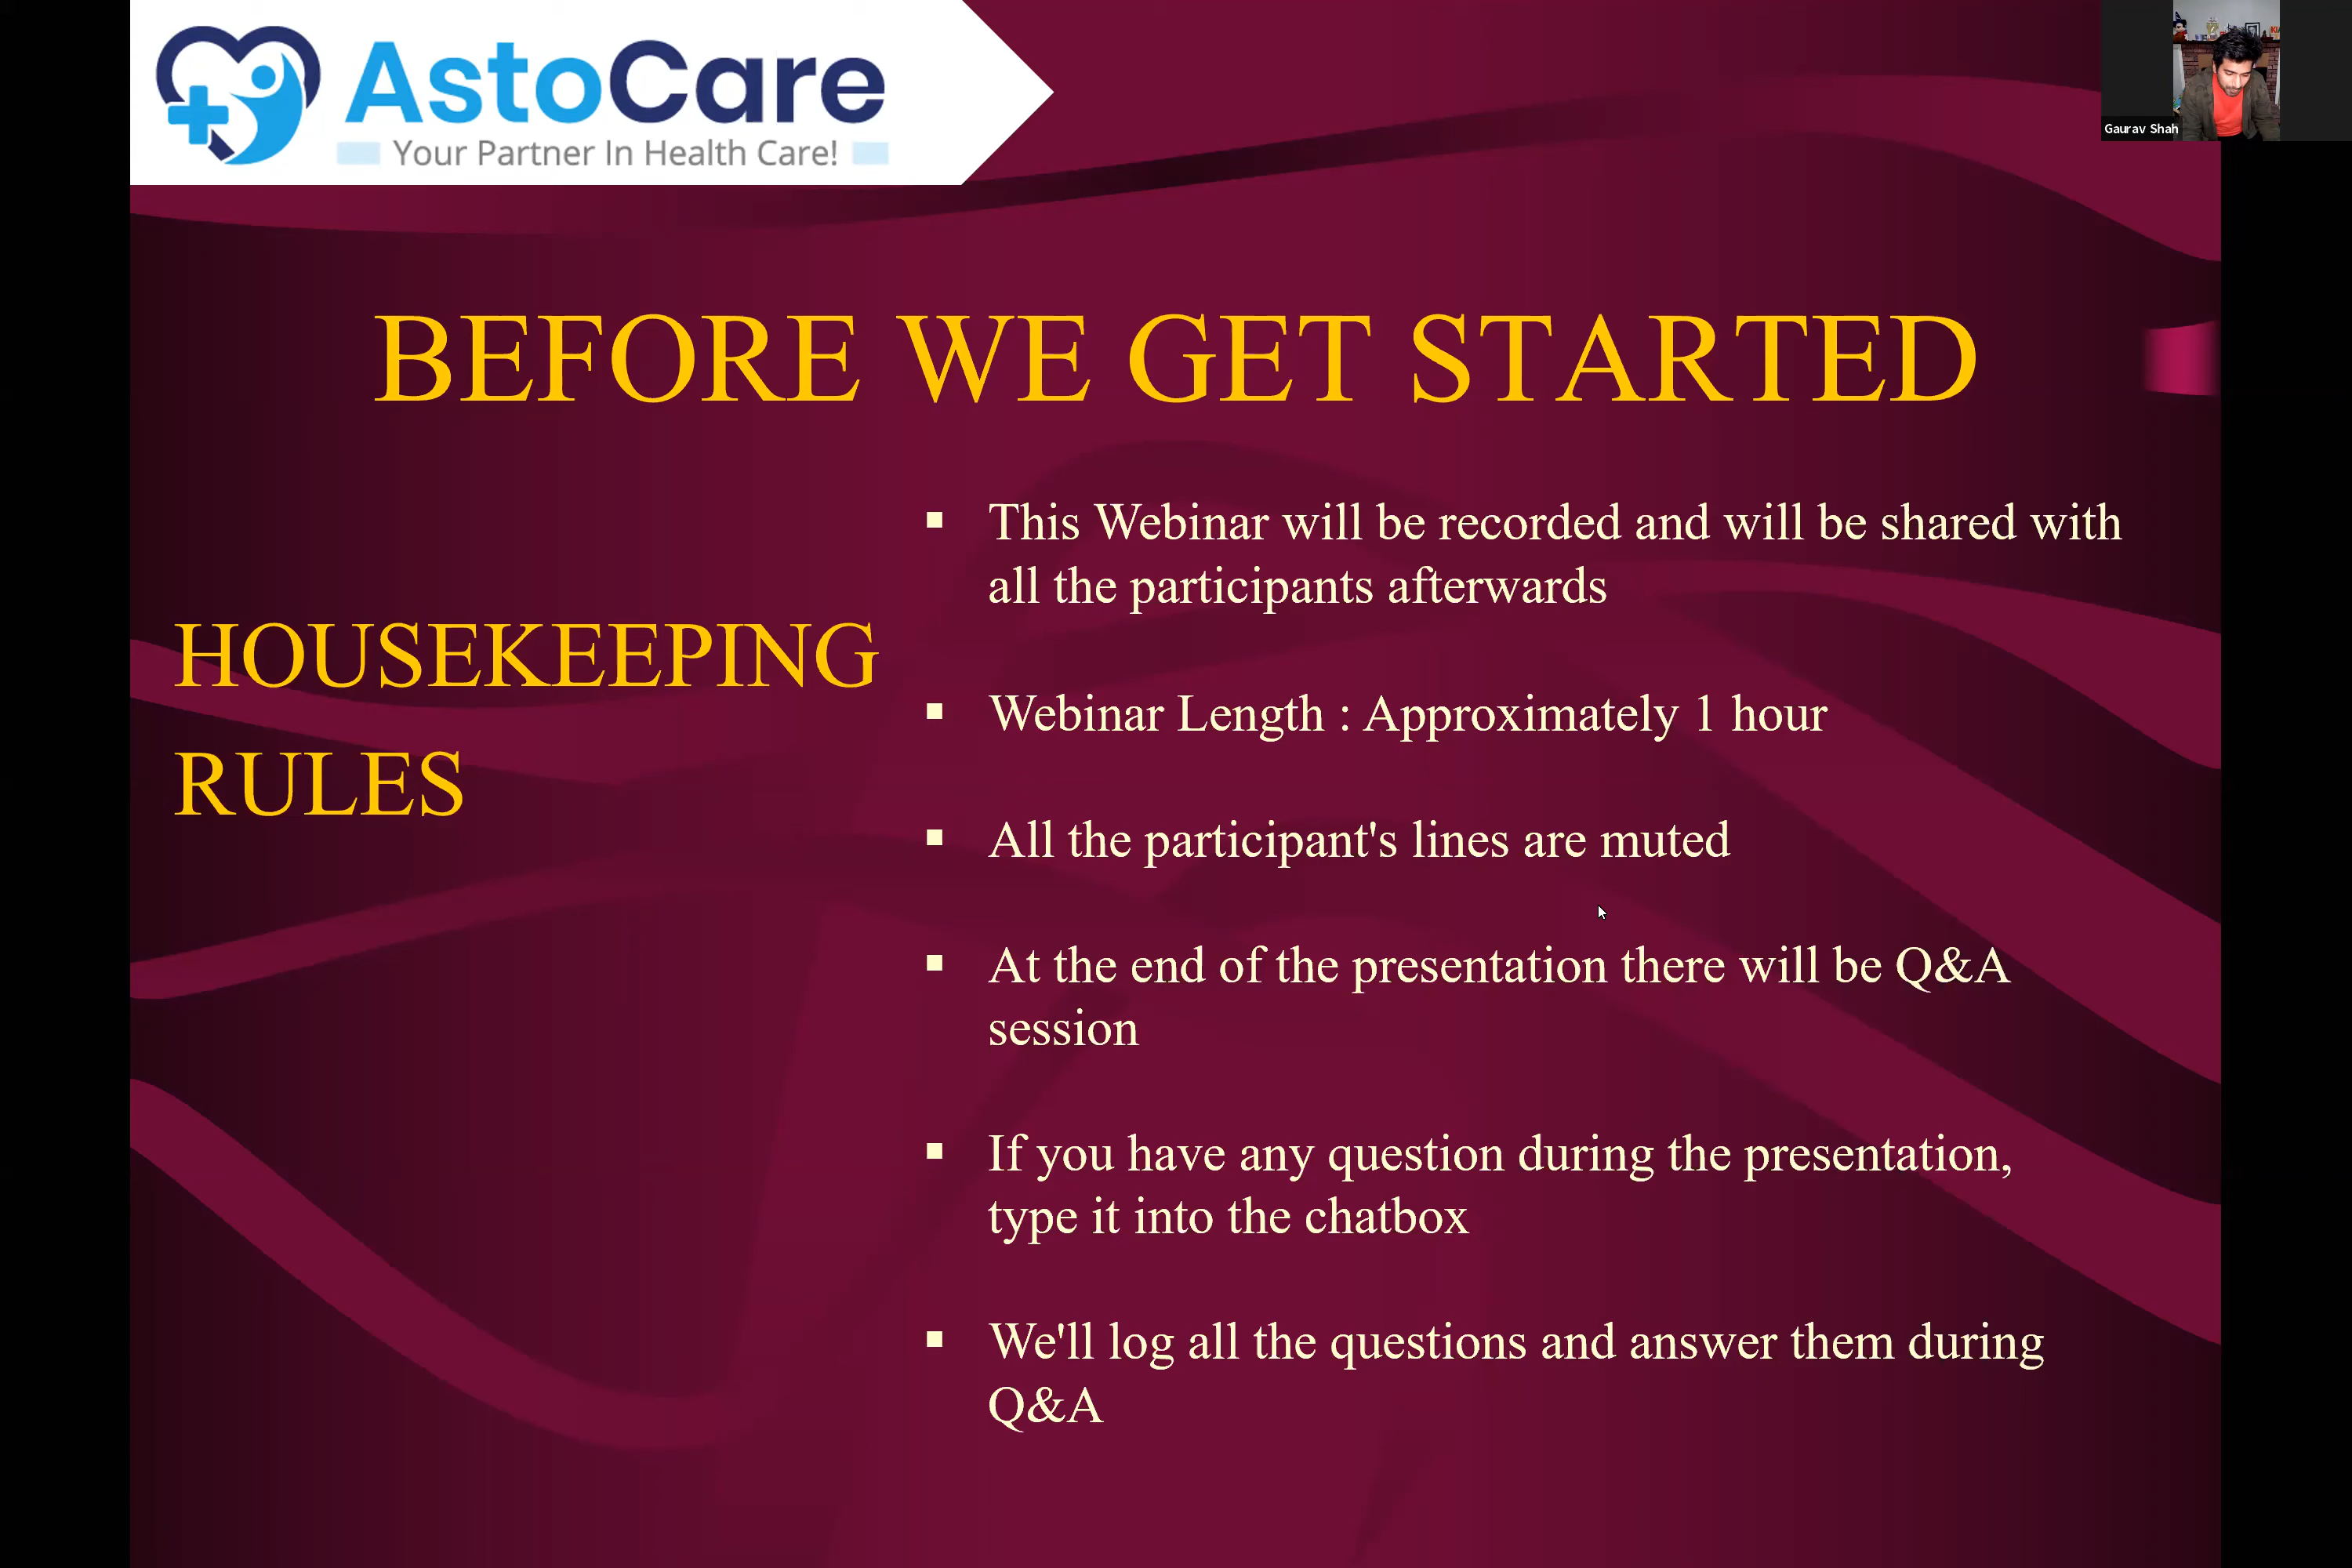 AstoCare
Your Partner In Health Care!
Gaurav Shah
BEFORE WE GET STARTED
HOUSEKEEPING
RULES
▪ This Webinar will be recorded and will be shared with
all the participants afterwards
▪ Webinar Length : Approximately 1 hour
▪ All the participant's lines are muted
▪ At the end of the presentation there will be Q&A
session
▪ If you have any question during the presentation,
type it into the chatbox
▪ We'll log all the questions and answer them during
Q&A